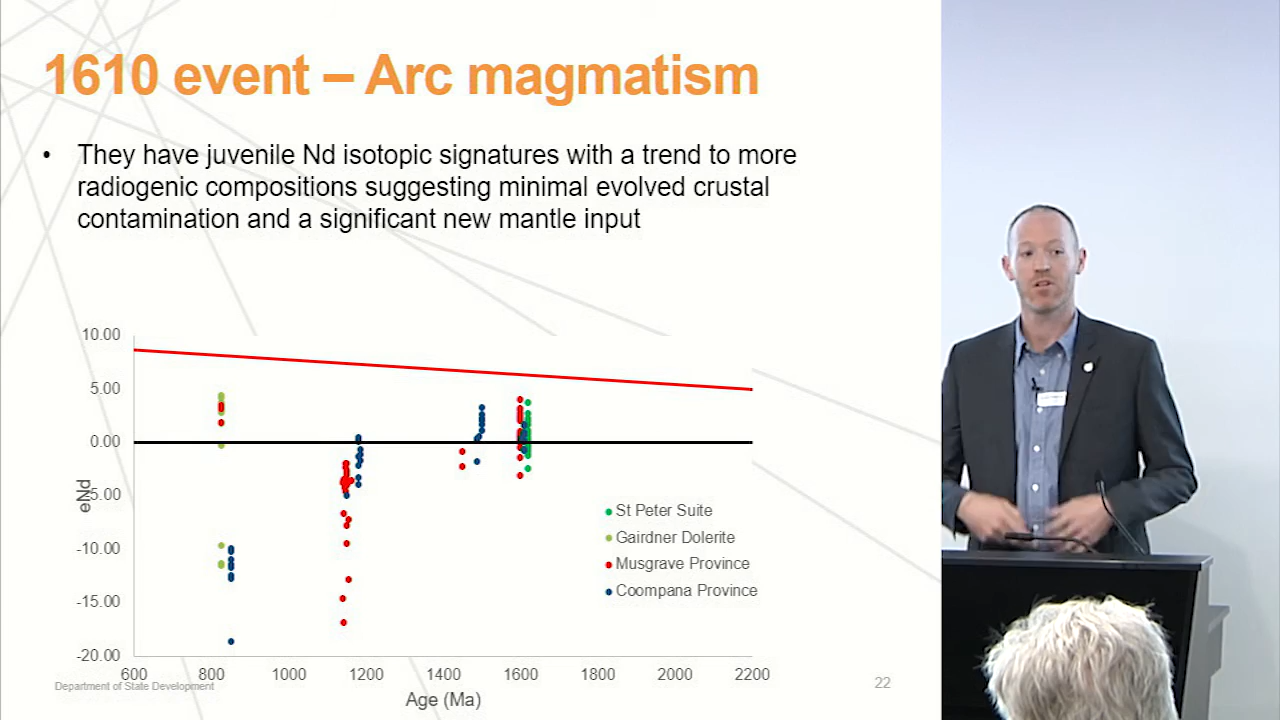 1610 event – Arc magmatism
• They have juvenile Nd isotopic signatures with a trend to more
radiogenic compositions suggesting minimal evolved crustal
contamination and a significant new mantle input
10.00
5.00
0.00
-5.00
-10.00
-15.00
-20.00
eNd
St Peter Suite
Gairdner Dolerite
Musgrave Province
Coompana Province
600 800 1000 1200 1400 1600 1800 2000 2200
Age (Ma)
Department of State Development
22